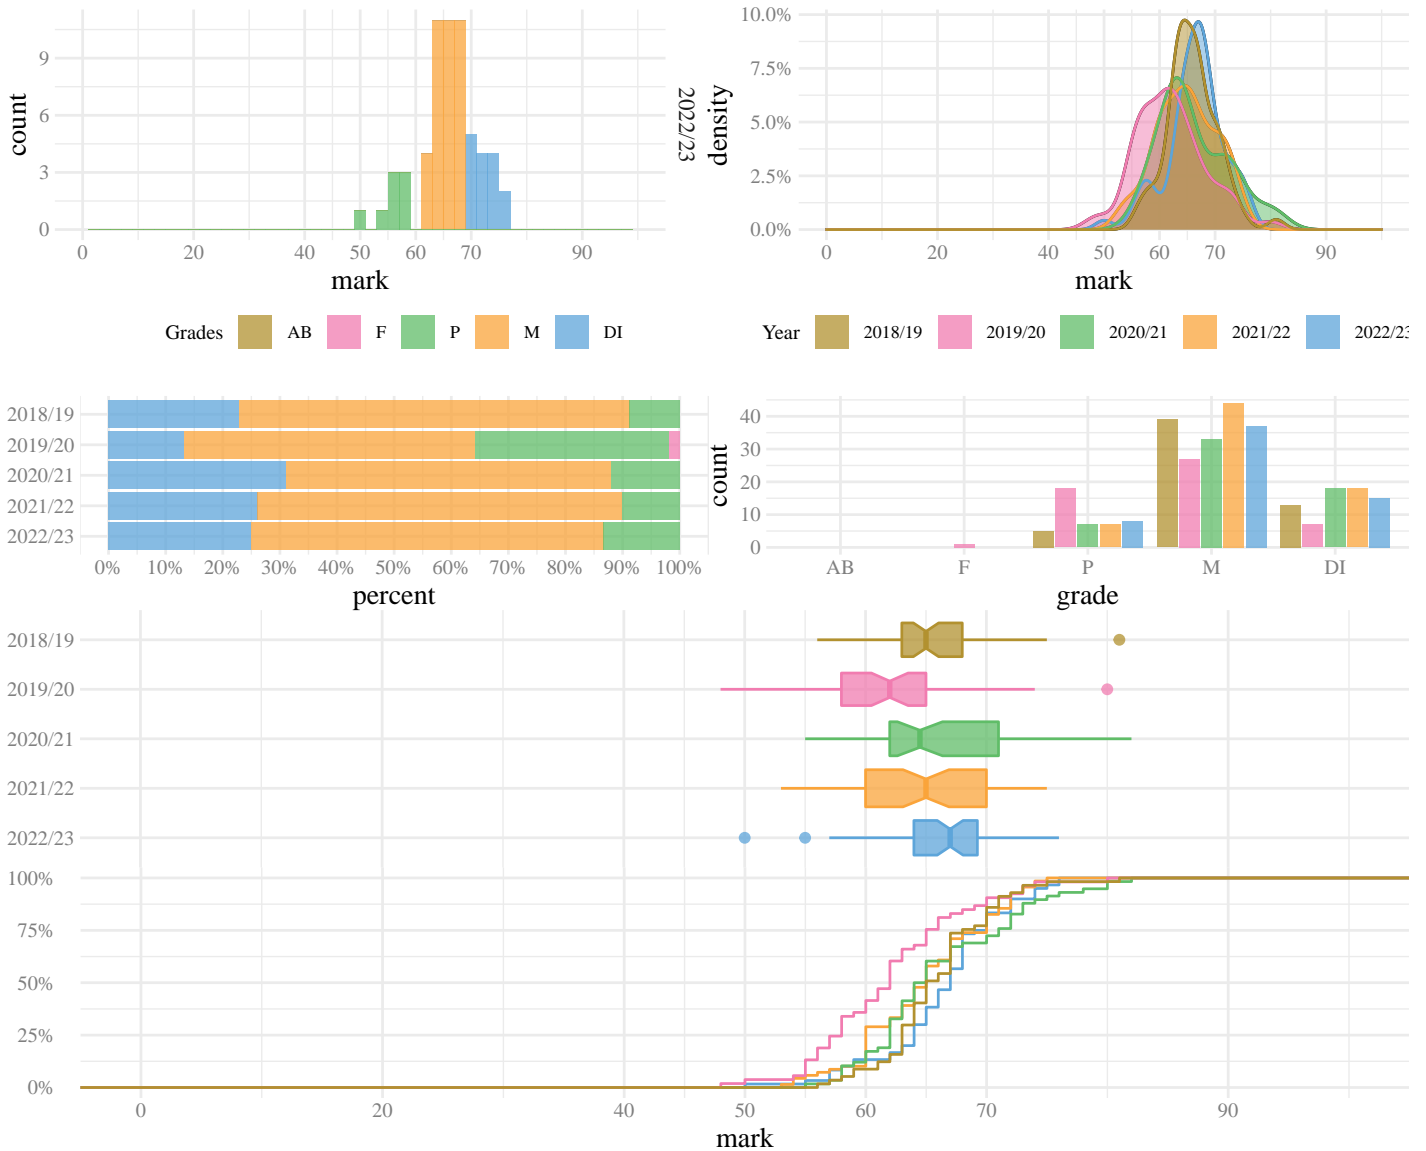 9
6
3
0
count
0 20 40 50 60 70 90
mark
2022/23
Grades AB F P M DI
10.0%
7.5%
5.0%
2.5%
0.0%
density
0 20 40 50 60 70 90
mark
Year 2018/19 2019/20 2020/21 2021/22 2022/23
2018/19
2019/20
2020/21
2021/22
2022/23
0% 10% 20% 30% 40% 50% 60% 70% 80% 90% 100%
percent
40
30
20
10
0
count
AB F P M DI
grade
2018/19
2019/20
2020/21
2021/22
2022/23
100%
75%
50%
25%
0%
0 20 40 50 60 70 90
mark